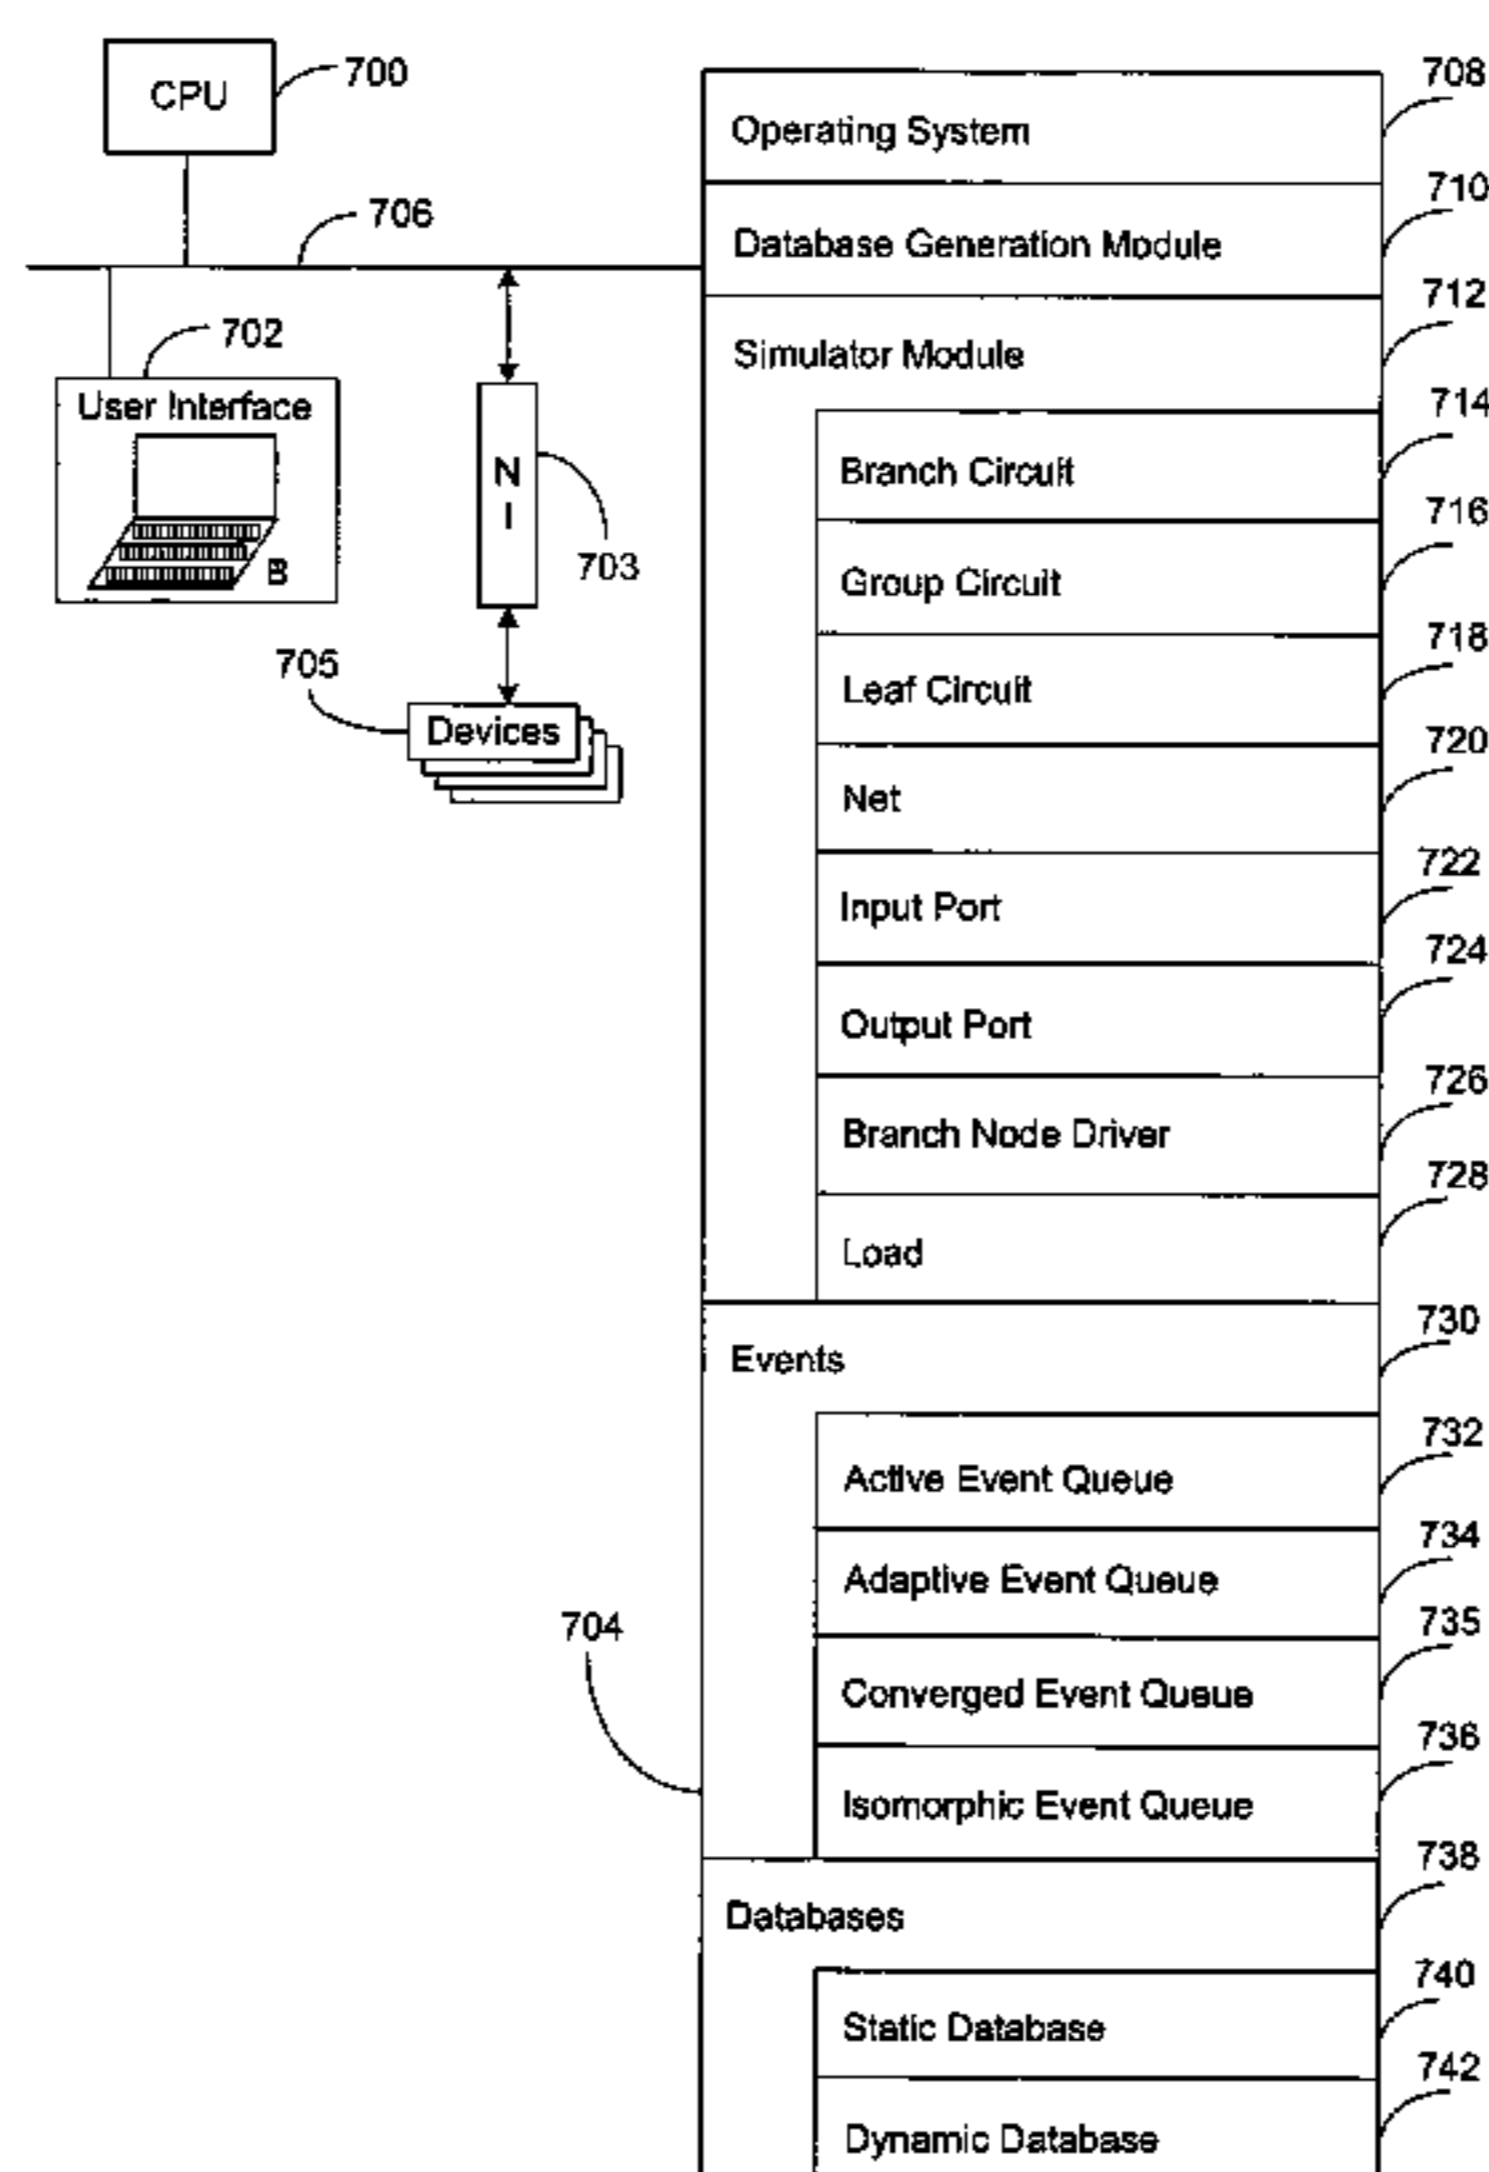 CPU
700
706
702
User Interface
B
N
I
703
705
Devices
704
Operating System
708
Database Generation Module
710
Simulator Module
712
Branch Circuit
714
Group Circuit
716
Leaf Circuit
718
Net
720
Input Port
722
Output Port
724
Branch Node Driver
726
Load
728
Events
730
Active Event Queue
732
Adaptive Event Queue
734
Converged Event Queue
735
Isomorphic Event Queue
736
Databases
738
Static Database
740
Dynamic Database
742